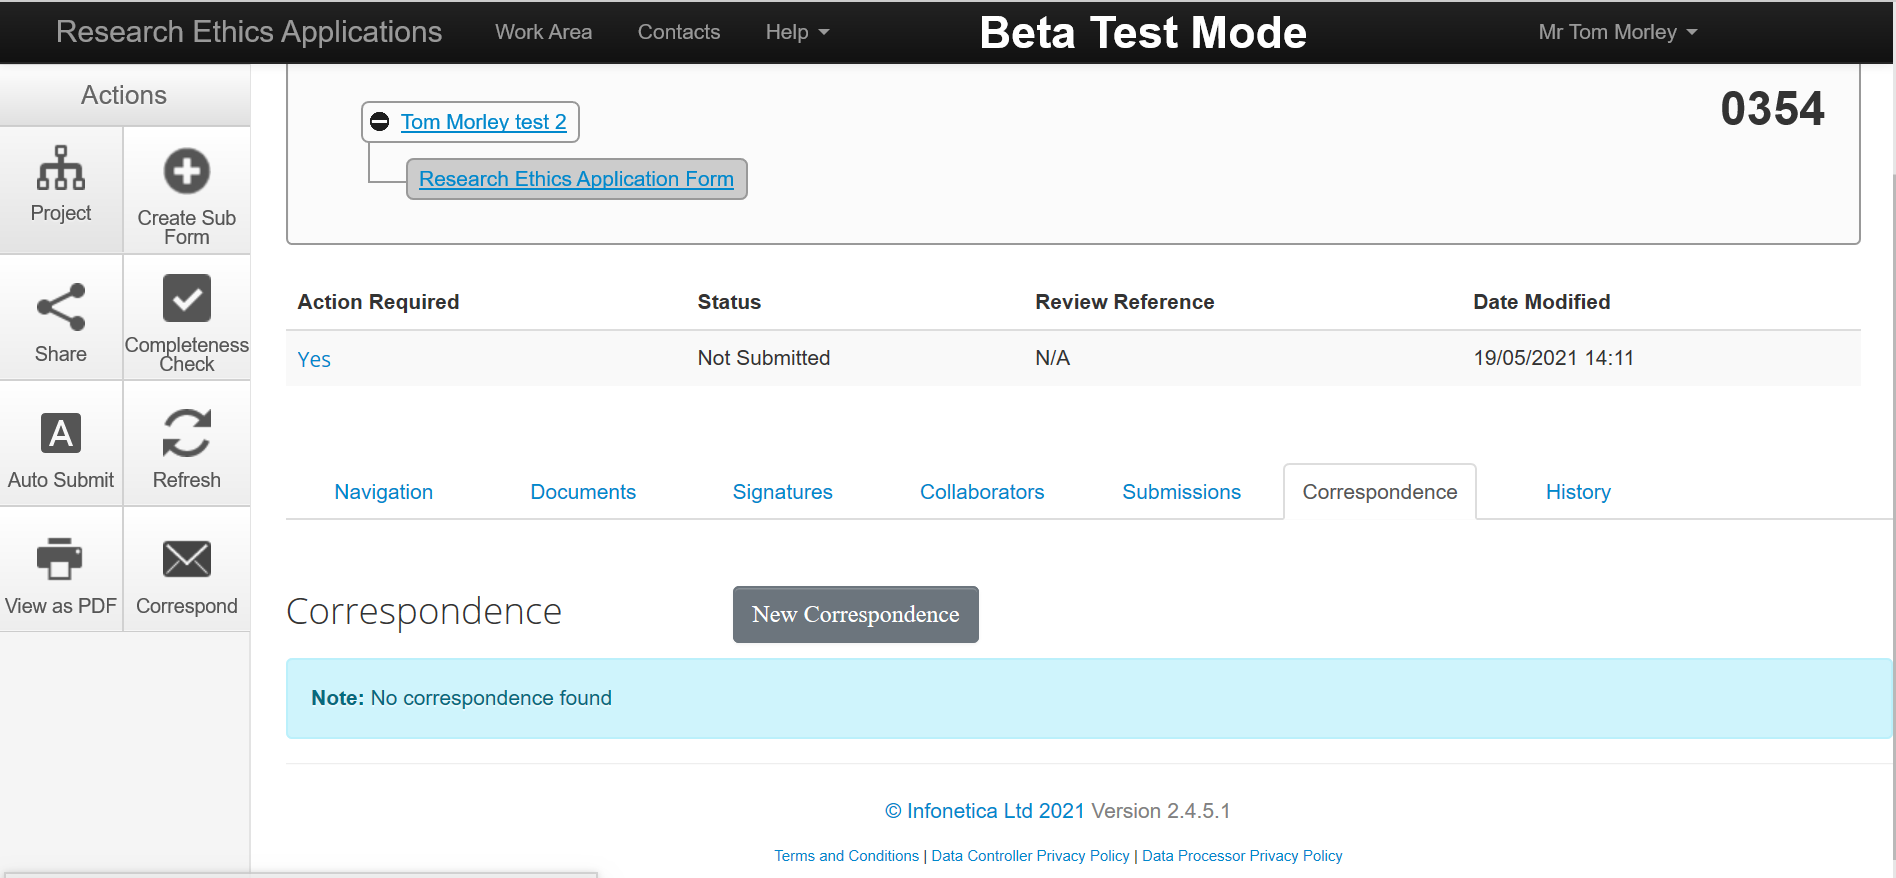 Research Ethics Applications Work Area Contacts Help Beta Test Mode Mr Tom Morley
Actions
Project
Create Sub
Form
Share
Completeness
Check
A
Auto Submit
Refresh
View as PDF
Correspond
Tom Morley test 2
0354
Research Ethics Application Form
Action Required Status Review Reference Date Modified
Yes Not Submitted N/A 19/05/2021 14:11
Navigation Documents Signatures Collaborators Submissions Correspondence History
Correspondence New Correspondence
Note: No correspondence found
© Infonetica Ltd 2021 Version 2.4.5.1
Terms and Conditions | Data Controller Privacy Policy | Data Processor Privacy Policy